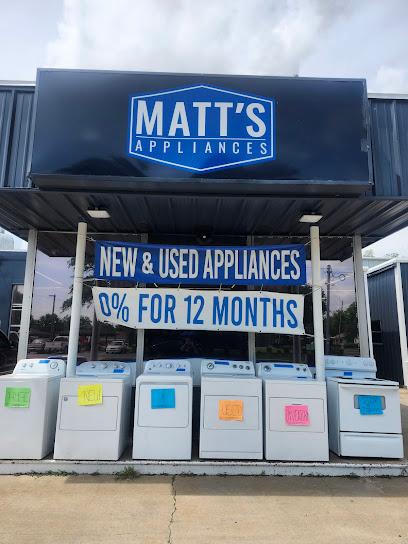 MATT'S
APPLIANCES
NEW & USED APPLIANCES
0% FOR 12 MONTHS
NEW
USED